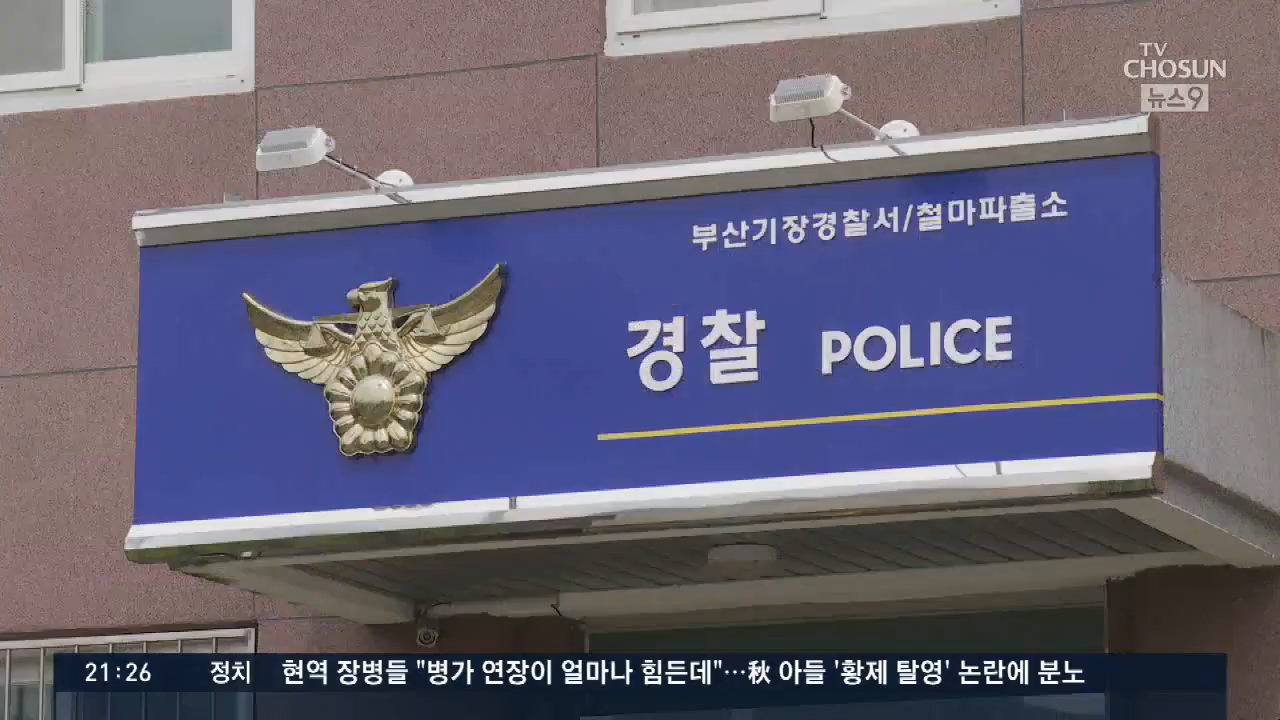 TV
CHOSUN
뉴스9
부산기장경찰서/철마파출소
경찰 POLICE
21:26 정치 현역 장병들 "병가 연장이 얼마나 힘든데"…秋 아들 '황제 탈영' 논란에 분노